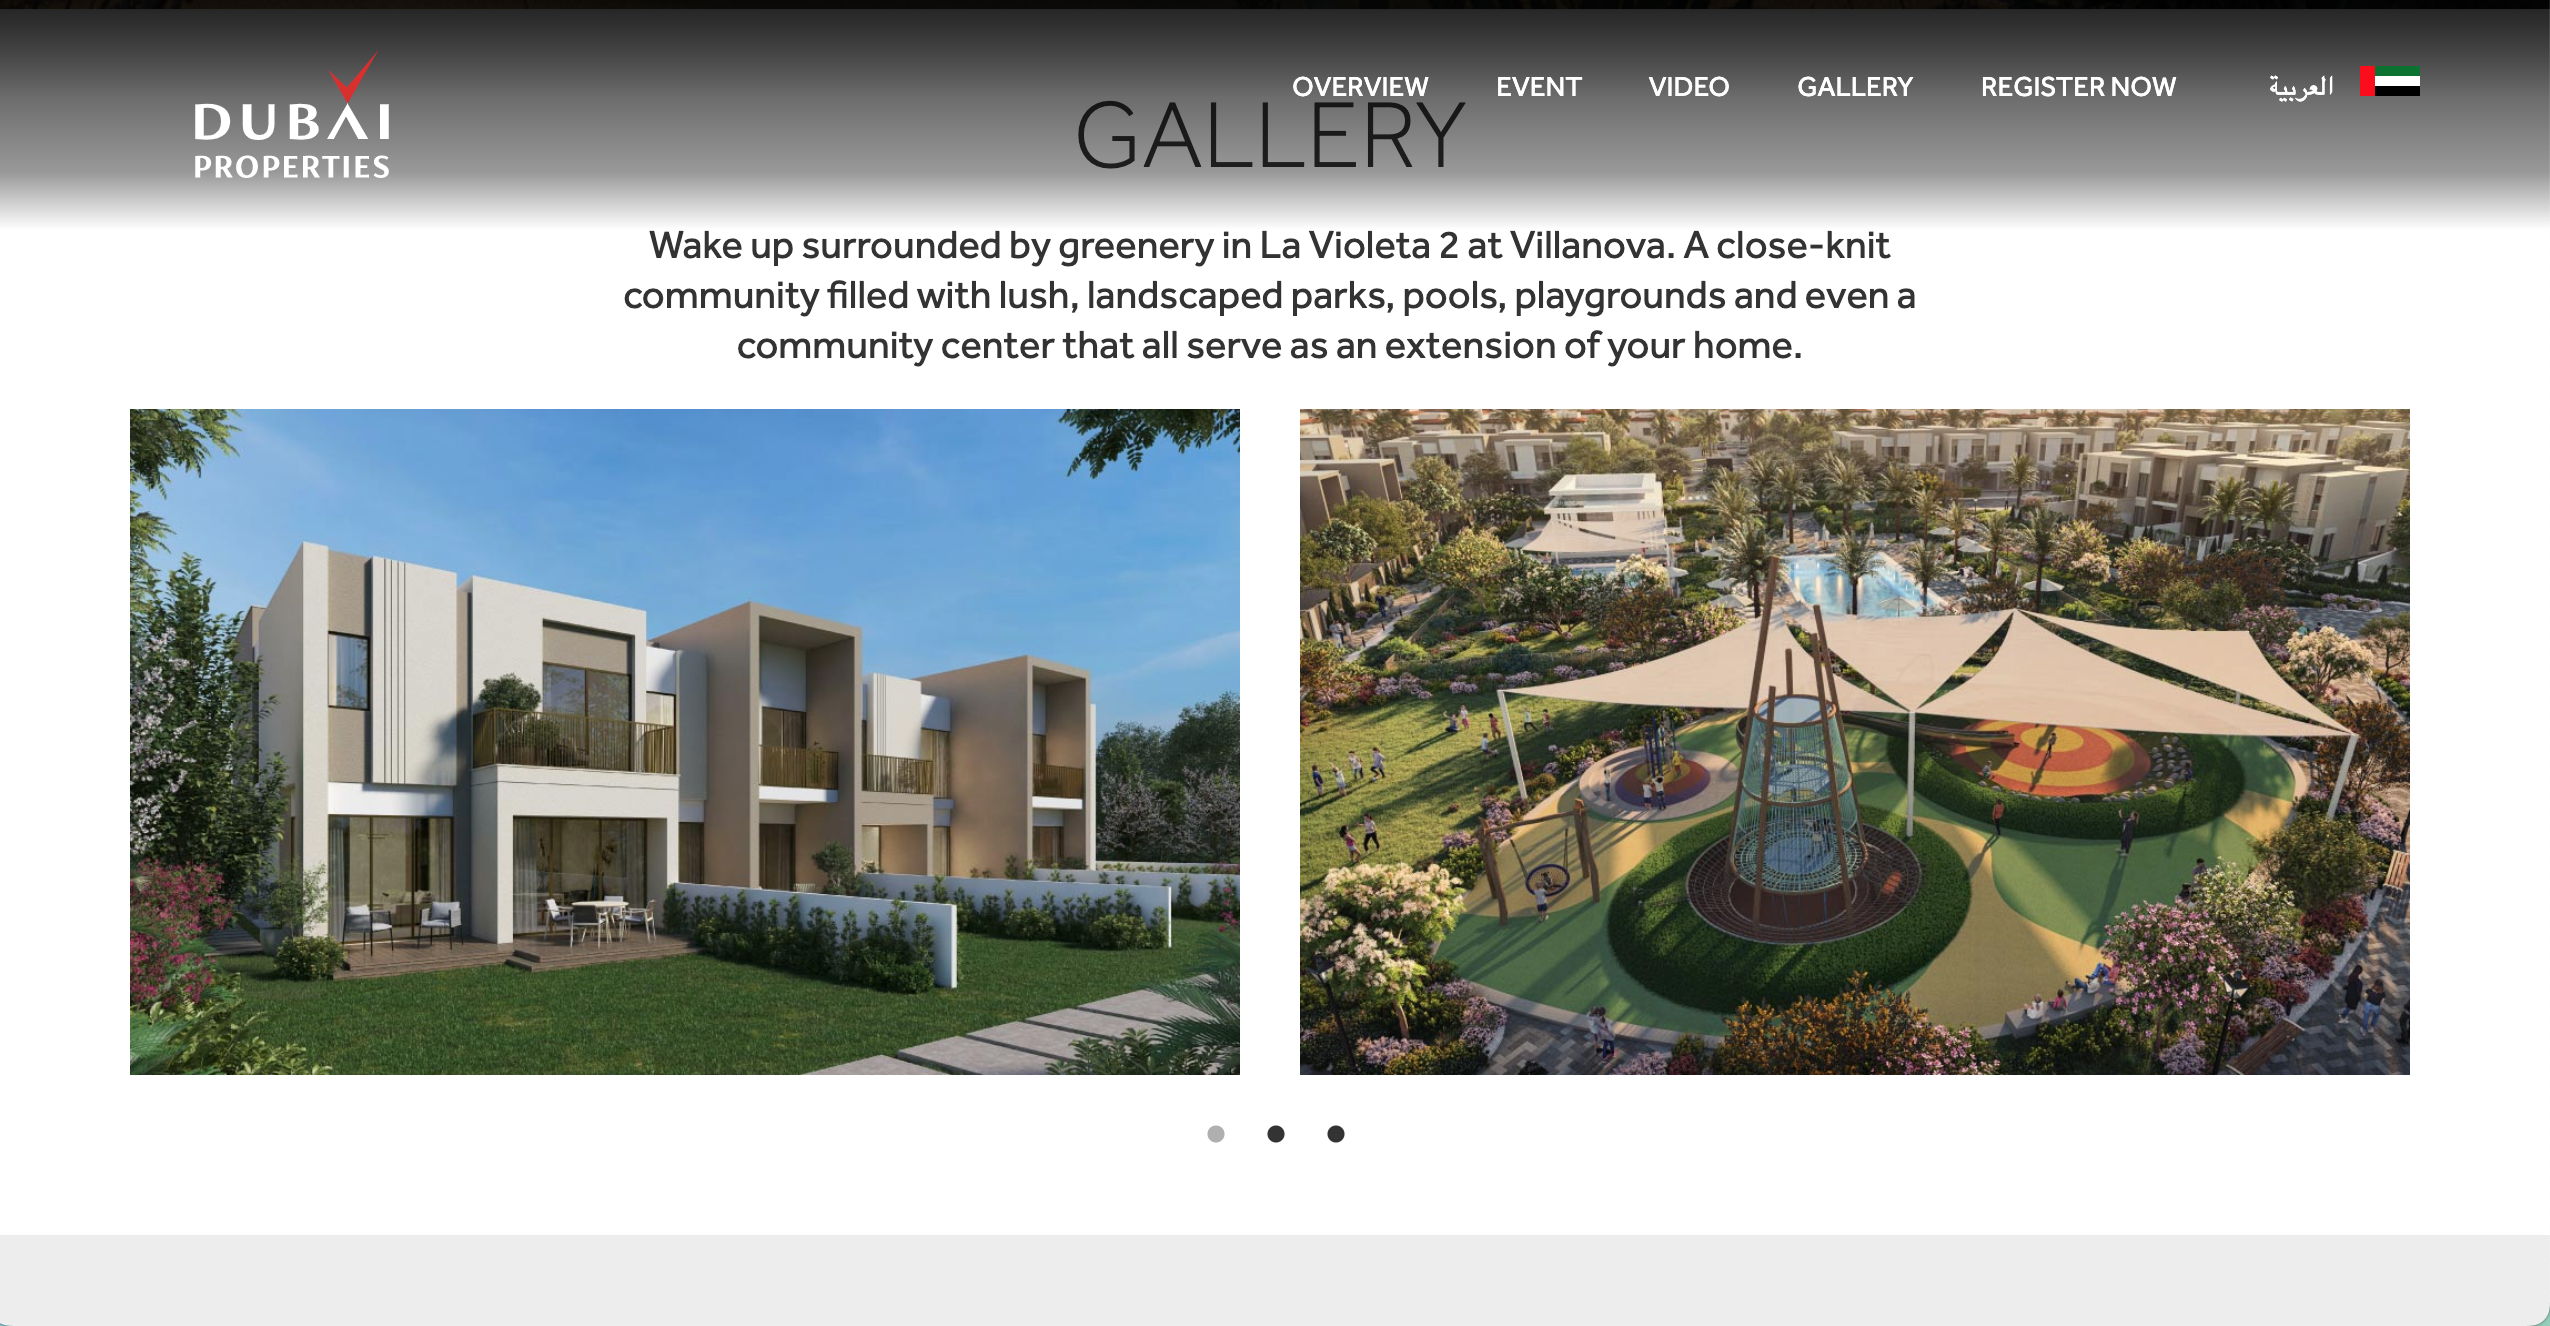 DUBAI
PROPERTIES
OVERVIEW EVENT VIDEO GALLERY REGISTER NOW العربية
GALLERY
Wake up surrounded by greenery in La Violeta 2 at Villanova. A close-knit
community filled with lush, landscaped parks, pools, playgrounds and even a
community center that all serve as an extension of your home.